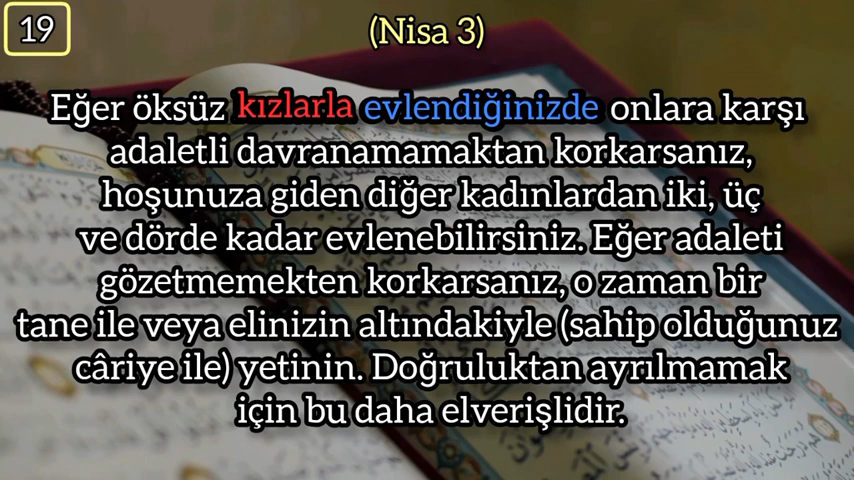 19
(Nisa 3)
Eğer öksüz kızlarla evlendiğinizde onlara karşı
adaletli davranamamaktan korkarsanız,
hoşunuza giden diğer kadınlardan iki, üç
ve dörde kadar evlenebilirsiniz. Eğer adaleti
gözetmemekten korkarsanız, o zaman bir
tane ile veya elinizin altındakiyle (sahip olduğunuz
câriye ile) yetinin. Doğruluktan ayrılmamak
için bu daha elverişlidir.